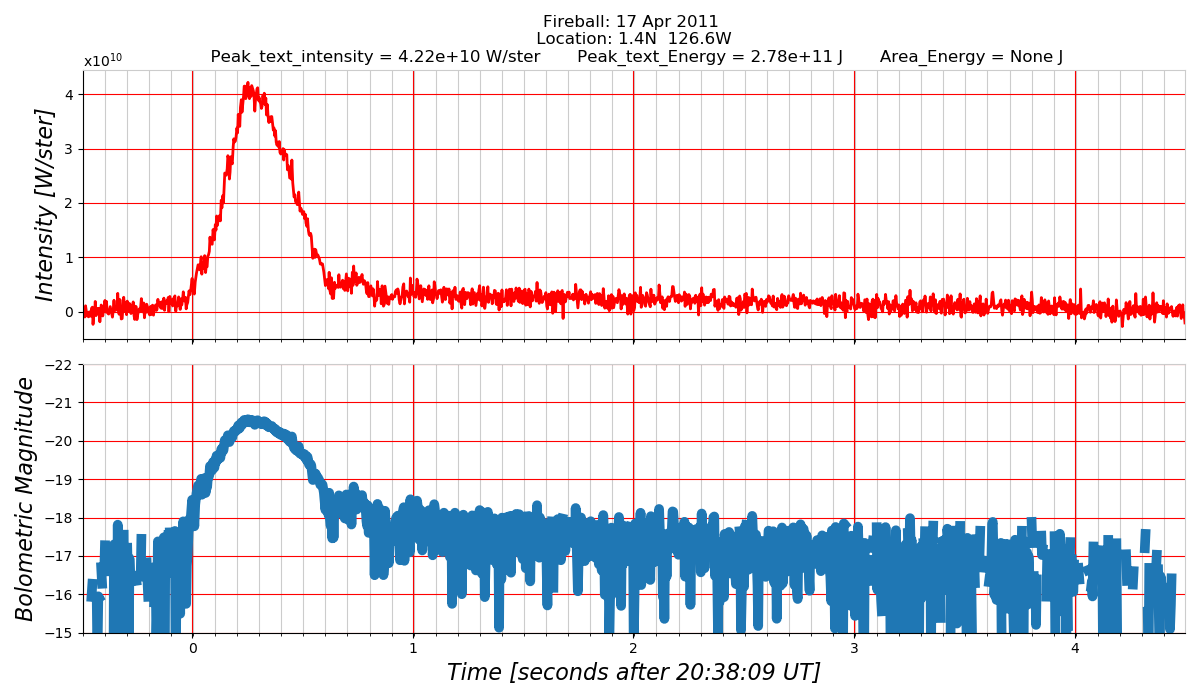 Fireball: 17 Apr 2011
Location: 1.4N 126.6W
Peak_text_intensity = 4.22e+10 W/ster Peak_text_Energy = 2.78e+11 J Area_Energy = None J
x10¹⁰
4
3
2
1
0
Intensity [W/ster]
−22
−21
−20
−19
−18
−17
−16
−15
Bolometric Magnitude
0 1 2 3 4
Time [seconds after 20:38:09 UT]